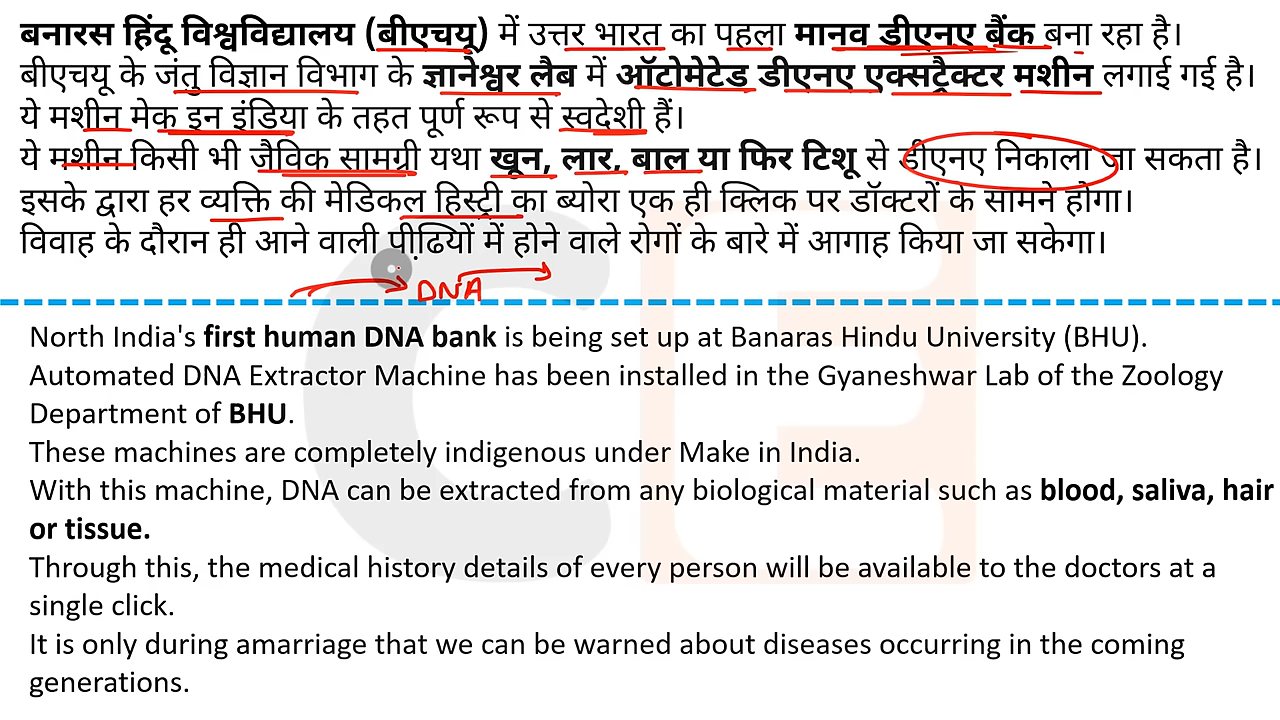 बनारस हिंदू विश्वविद्यालय (बीएचयू) में उत्तर भारत का पहला मानव डीएनए बैंक बना रहा है।
बीएचयू के जंतु विज्ञान विभाग के ज्ञानेश्वर लैब में ऑटोमेटेड डीएनए एक्सट्रैक्टर मशीन लगाई गई है।
ये मशीन मेक इन इंडिया के तहत पूर्ण रूप से स्वदेशी हैं।
ये मशीन किसी भी जैविक सामग्री यथा खून, लार, बाल या फिर टिशू से डीएनए निकाला जा सकता है।
इसके द्वारा हर व्यक्ति की मेडिकल हिस्ट्री का ब्योरा एक ही क्लिक पर डॉक्टरों के सामने होगा।
विवाह के दौरान ही आने वाली पीढियों में होने वाले रोगों के बारे में आगाह किया जा सकेगा।
DNA
North India's first human DNA bank is being set up at Banaras Hindu University (BHU).
Automated DNA Extractor Machine has been installed in the Gyaneshwar Lab of the Zoology
Department of BHU.
These machines are completely indigenous under Make in India.
With this machine, DNA can be extracted from any biological material such as blood, saliva, hair
or tissue.
Through this, the medical history details of every person will be available to the doctors at a
single click.
It is only during amarriage that we can be warned about diseases occurring in the coming
generations.